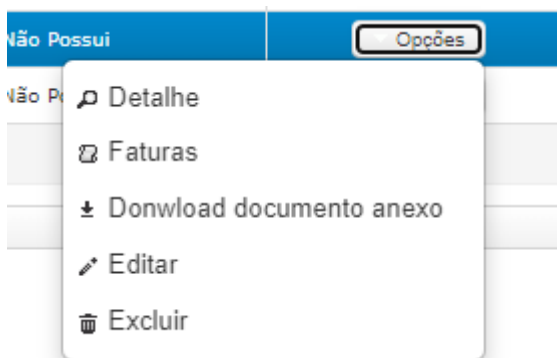 Não Possui Opções
Não Po
Detalhe
Faturas
Donwload documento anexo
Editar
Excluir